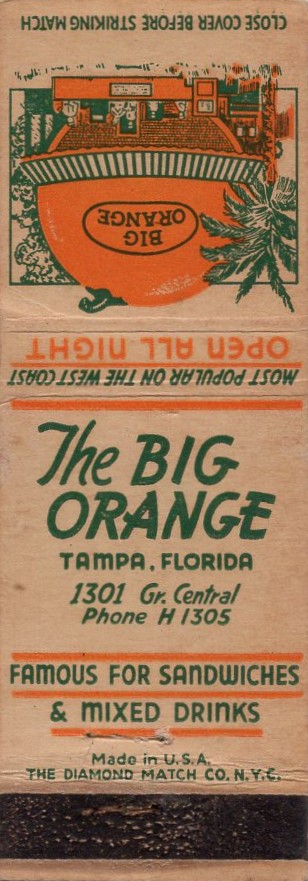 CLOSE COVER BEFORE STRIKING MATCH
BIG
ORANGE
OPEN ALL NIGHT
MOST POPULAR ON THE WEST COAST
The BIG
ORANGE
TAMPA, FLORIDA
1301 Gr. Central
Phone H 1305
FAMOUS FOR SANDWICHES
& MIXED DRINKS
Made in U.S.A.
THE DIAMOND MATCH CO. N.Y.C.